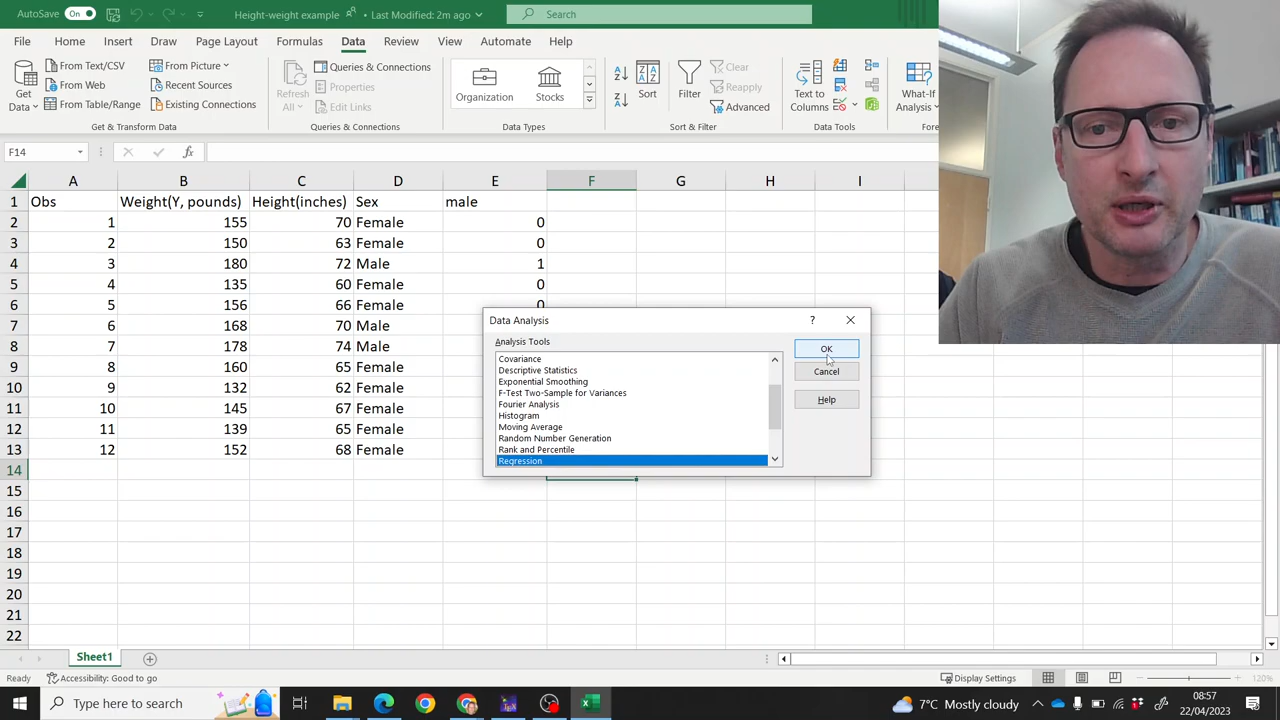 AutoSave On Height-weight example Last Modified: 2m ago Search
File Home Insert Draw Page Layout Formulas Data Review View Automate Help
Get Data From Text/CSV From Picture
From Web Recent Sources
From Table/Range Existing Connections
Refresh All Queries & Connections
Properties
Edit Links
Organization Stocks
Sort Filter Clear
Reapply
Advanced
Text to Columns What-If Analysis
Get & Transform Data Queries & Connections Data Types Sort & Filter Data Tools Fore
F14 fx
A B C D E F G H I
1 Obs Weight(Y, pounds) Height(inches) Sex male
2 1 155 70 Female 0
3 2 150 63 Female 0
4 3 180 72 Male 1
5 4 135 60 Female 0
6 5 156 66 Female 0
7 6 168 70 Male
8 7 178 74 Male
9 8 160 65 Female
10 9 132 62 Female
11 10 145 67 Female
12 11 139 65 Female
13 12 152 68 Female
14
15
16
17
18
19
20
21
22
Data Analysis ?
Analysis Tools
Covariance
Descriptive Statistics
Exponential Smoothing
F-Test Two-Sample for Variances
Fourier Analysis
Histogram
Moving Average
Random Number Generation
Rank and Percentile
Regression
OK
Cancel
Help
Sheet1
Ready Accessibility: Good to go Display Settings 120%
Type here to search 7°C Mostly cloudy 08:57
22/04/2023